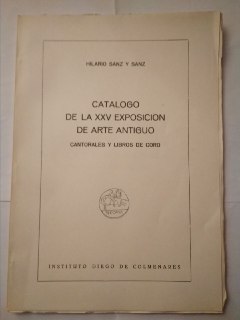 HILARIO SANZ Y SANZ
CATALOGO
DE LA XXV EXPOSICION
DE ARTE ANTIGUO
CANTORALES Y LIBROS DE CORO
INSTITUTO DIEGO DE COLMENARES